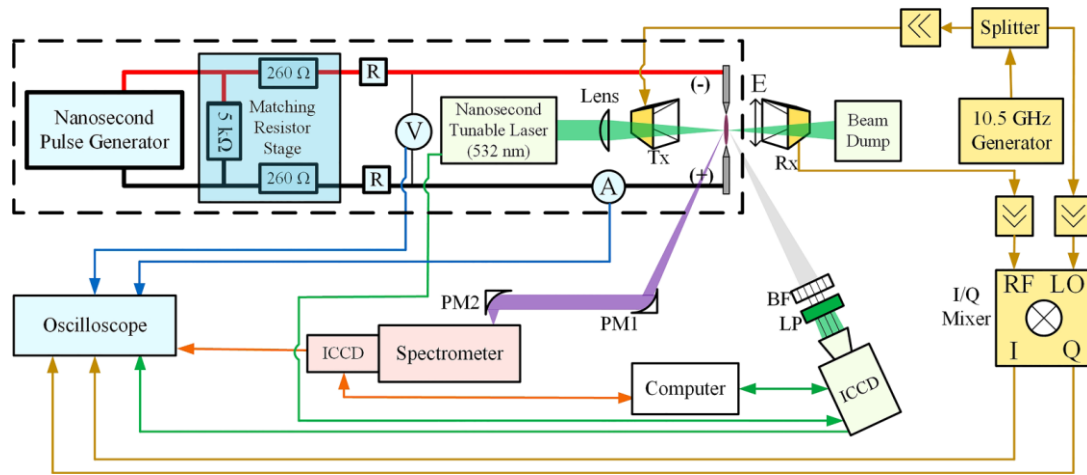 Splitter
260 Ω
R
(-)
E
Nanosecond
Pulse Generator
5 kΩ
Matching
Resistor
Stage
V
Nanosecond
Tunable Laser
(532 nm)
Lens
Tx
Rx
Beam
Dump
10.5 GHz
Generator
260 Ω
R
A
(+)
Oscilloscope
PM2
PM1
BF
LP
I/Q
Mixer
RF LO
I Q
ICCD
Spectrometer
Computer
ICCD